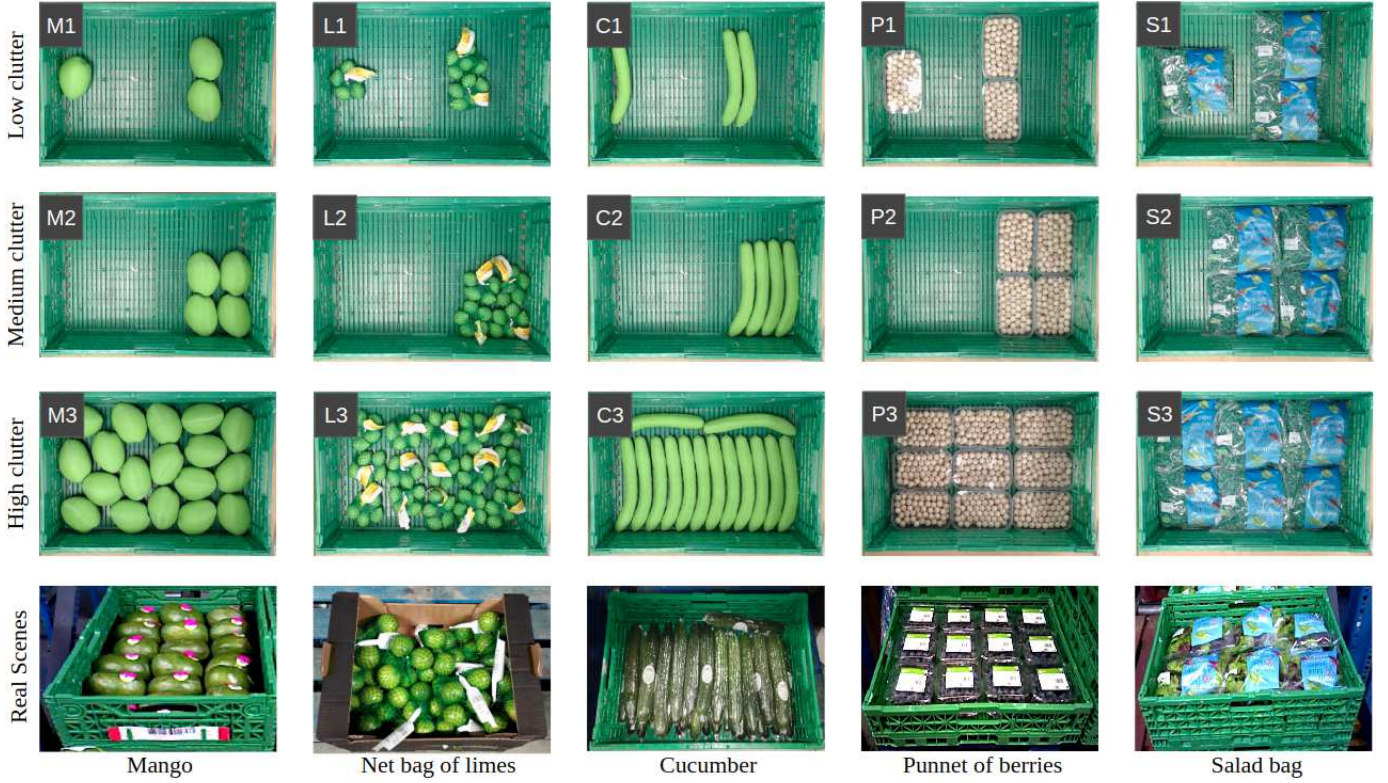 Low clutter
M1
L1
C1
P1
S1
Medium clutter
M2
L2
C2
P2
S2
High clutter
M3
L3
C3
P3
S3
Real Scenes
Mango
Net bag of limes
Cucumber
Punnet of berries
Salad bag